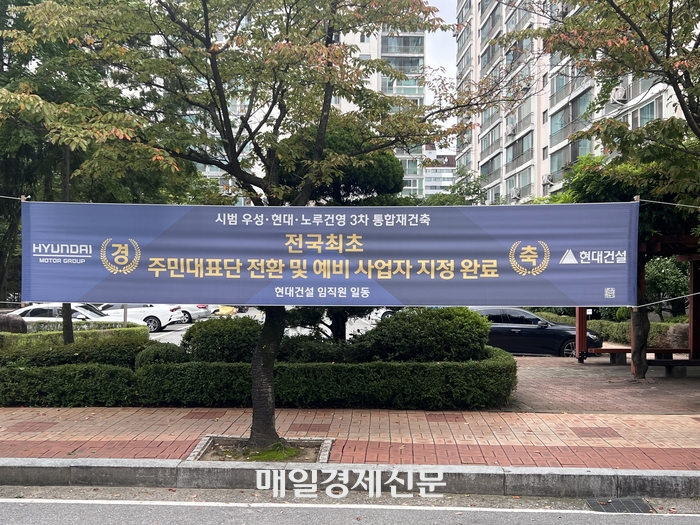 시범 우성·현대·노루건영 3차 통합재건축
HYUNDAI
MOTOR GROUP
경
전국최초
주민대표단 전환 및 예비 사업자 지정 완료
축
현대건설
현대건설 임직원 일동
매일경제신문